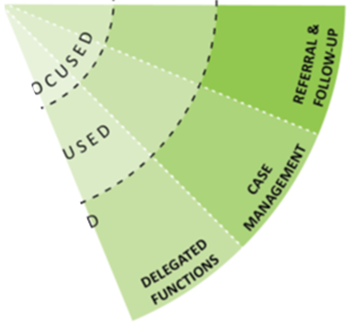 OCUSED
USED
D
REFERRAL &
FOLLOW-UP
CASE
MANAGEMENT
DELEGATED
FUNCTIONS